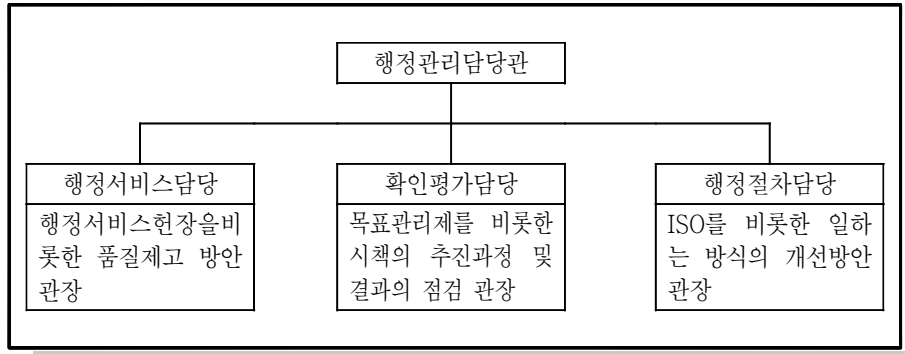 행정관리담당관
행정서비스담당
행정서비스헌장을비
롯한 품질제고 방안
관장
확인평가담당
목표관리제를 비롯한
시책의 추진과정 및
결과의 점검 관장
행정절차담당
ISO를 비롯한 일하
는 방식의 개선방안
관장